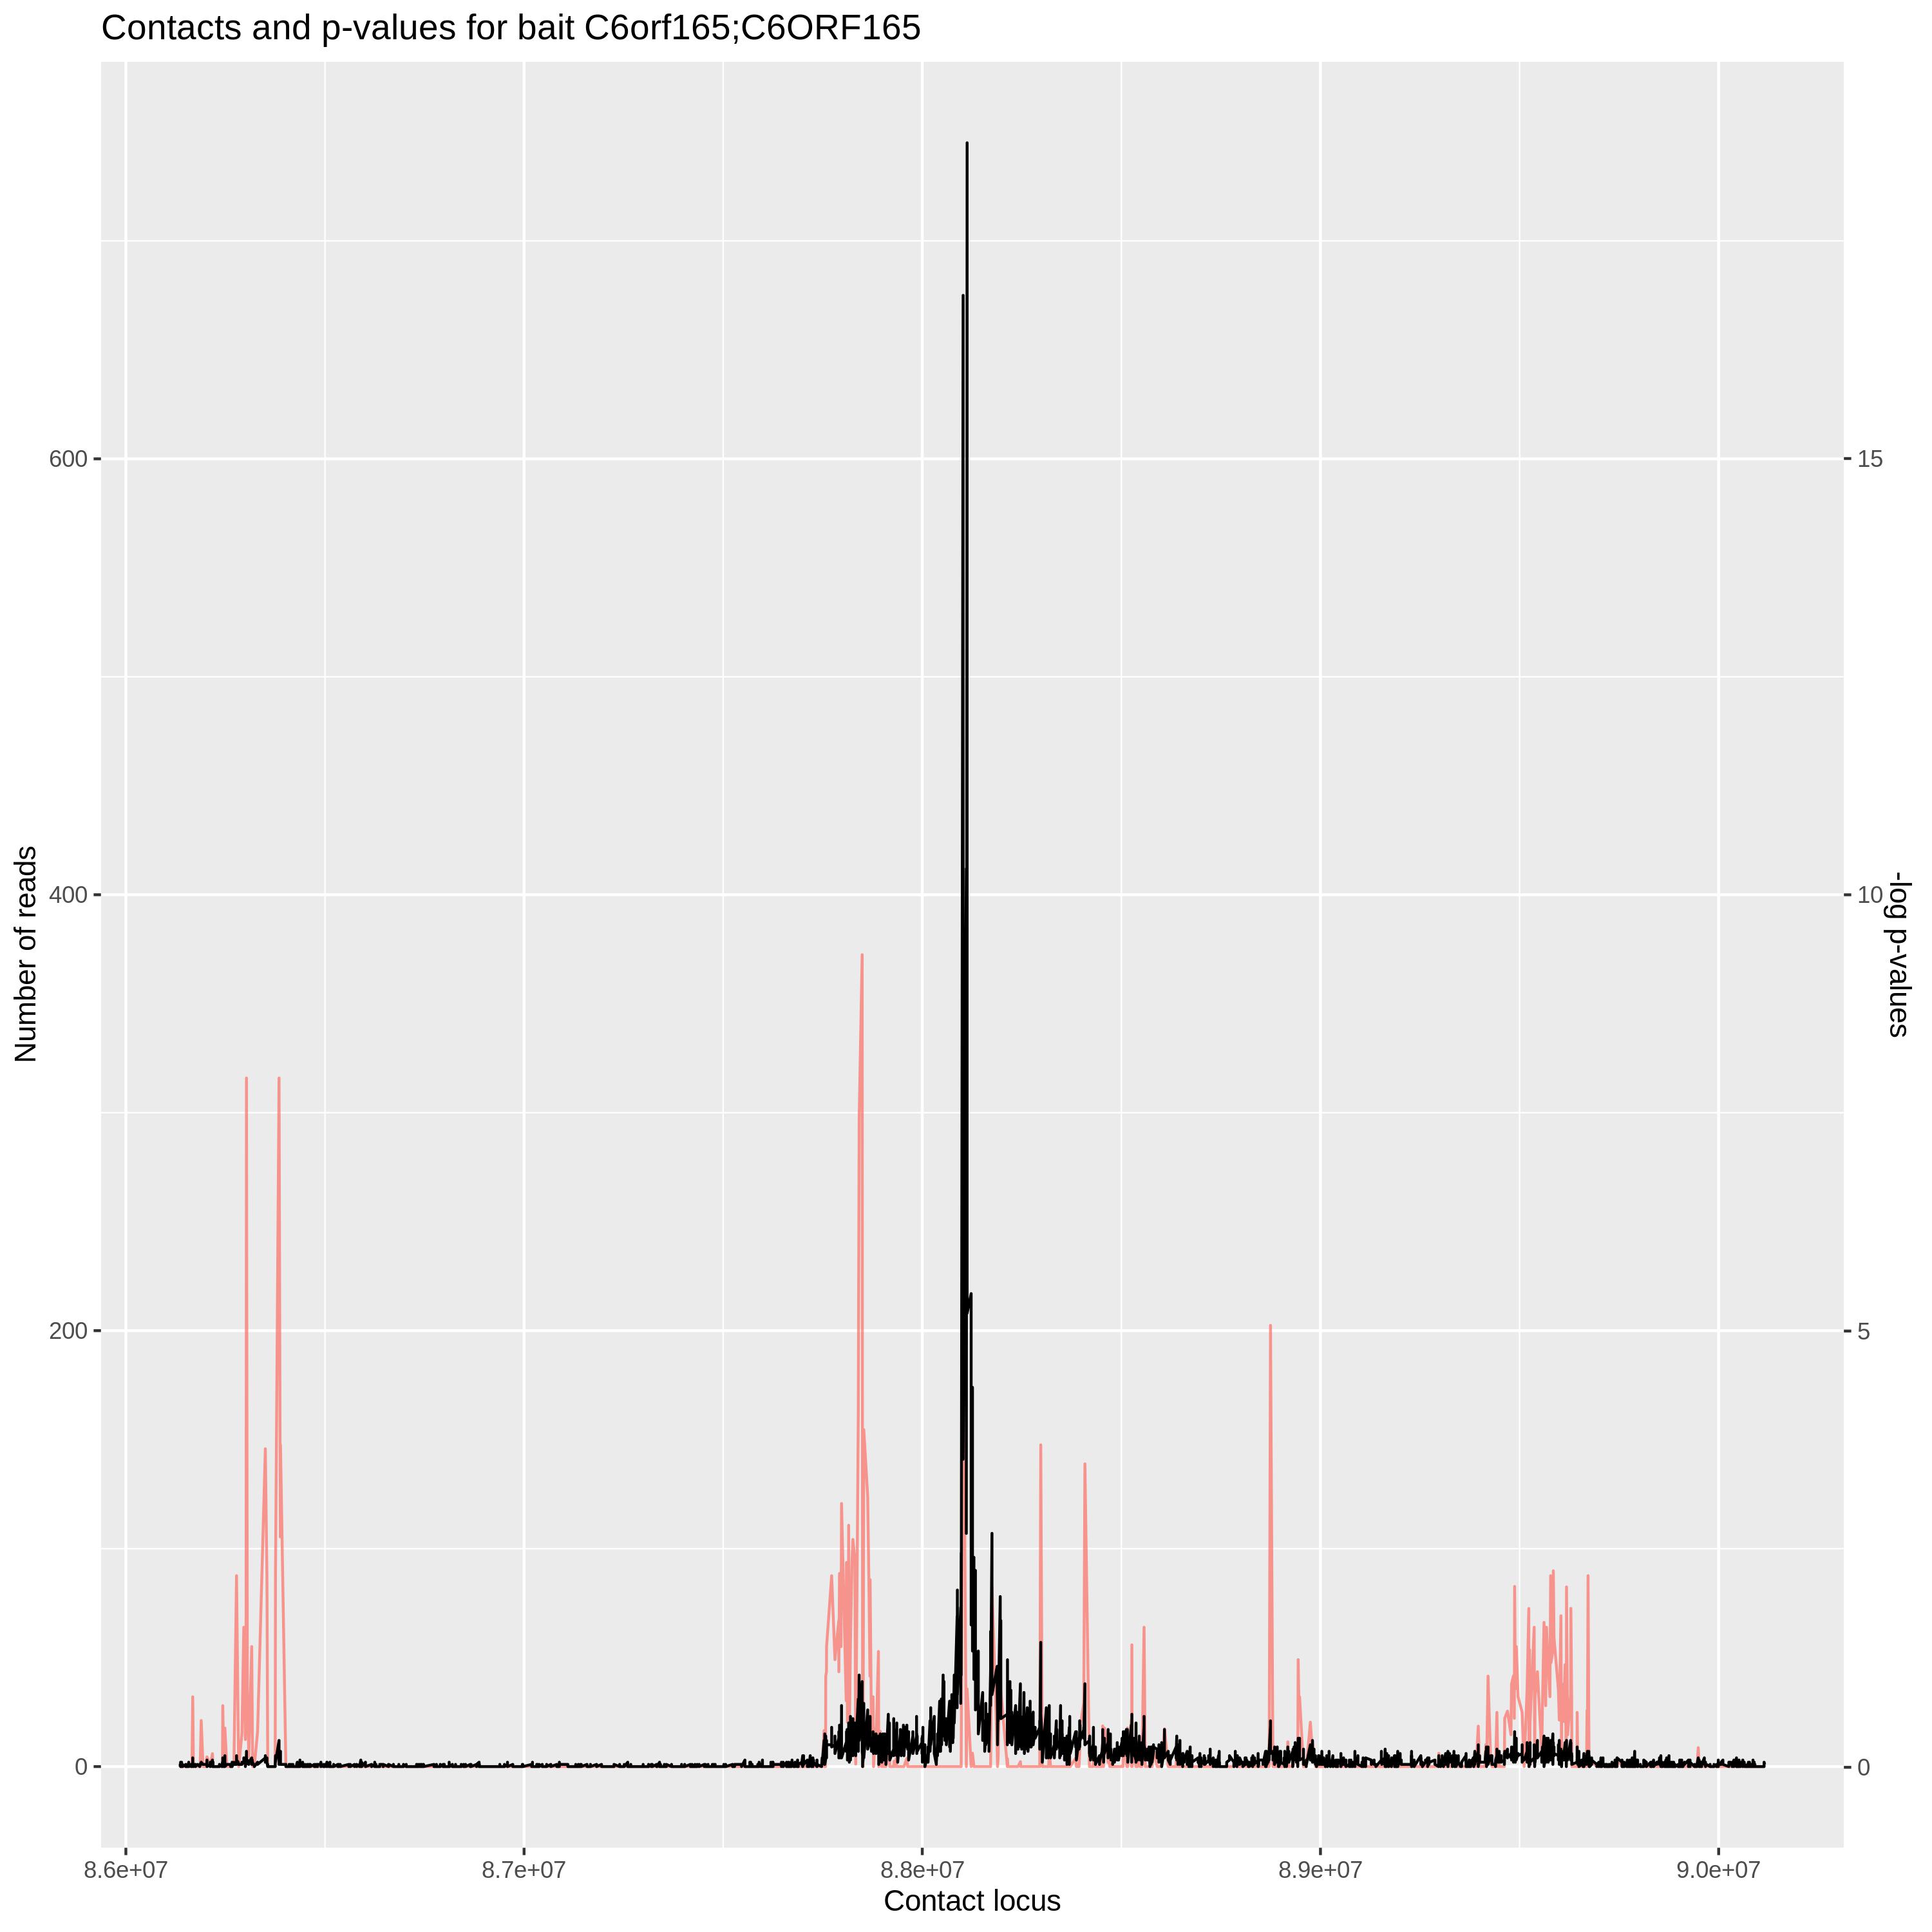 Contacts and p-values for bait C6orf165;C6ORF165
Number of reads
600
400
200
0
15
10
5
0
-log p-values
8.6e+07
8.7e+07
8.8e+07
8.9e+07
9.0e+07
Contact locus